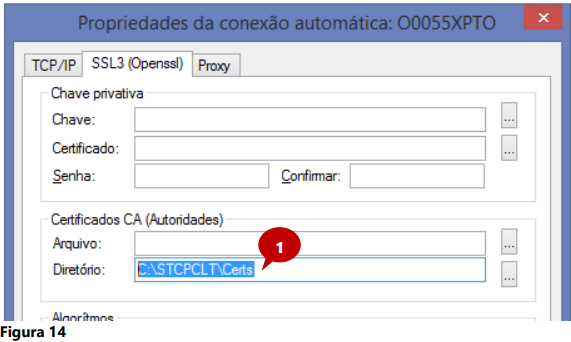 Propriedades da conexão automática: O0055XPTO
TCP/IP SSL3 (Openssl) Proxy
Chave privativa
Chave: ...
Certificado: ...
Senha: Confirmar:
Certificados CA (Autoridades)
Arquivo: 1 ...
Diretório: C:\STCPCLT\Certs ...
Algorítmos
Figura 14